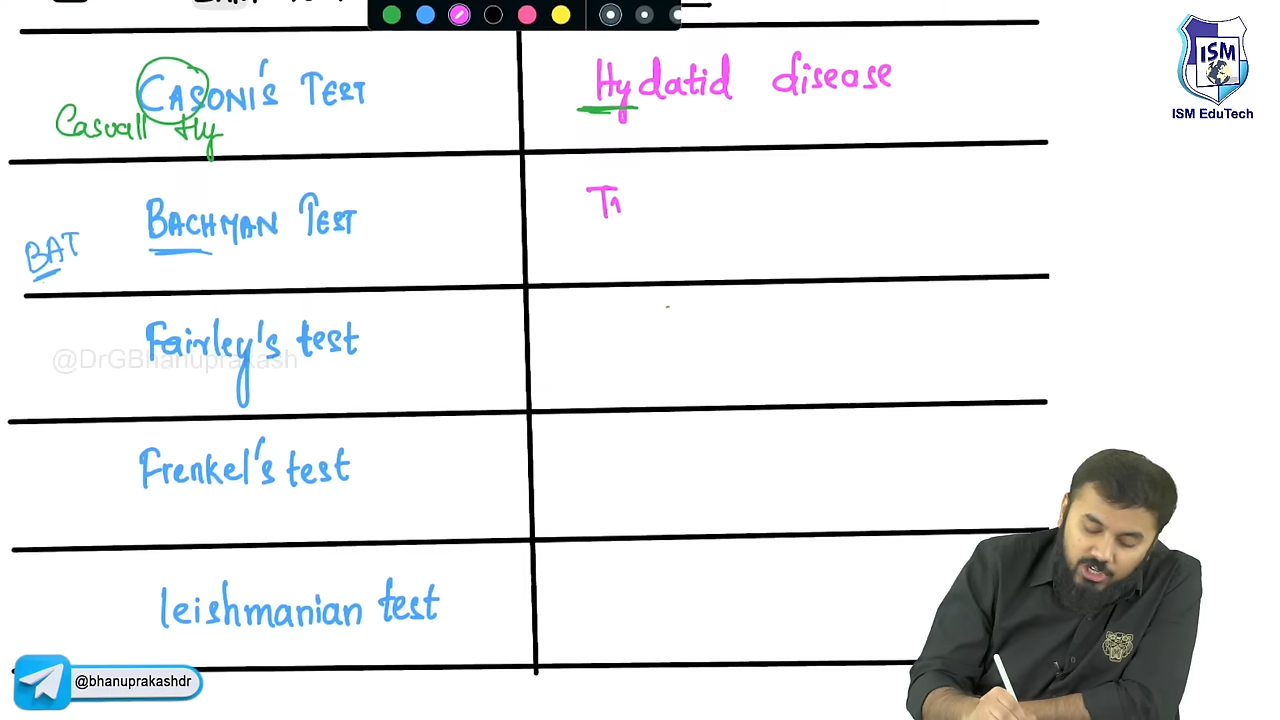 CASONI'S TEST
Hydatid disease
Casuall Hy
BACHMAN TEST
Tr
BAT
Fairley's test
@DrGBhanuprakash
Frenkel's test
leishmanian test
@bhanuprakashdr
ISM
ISM EduTech